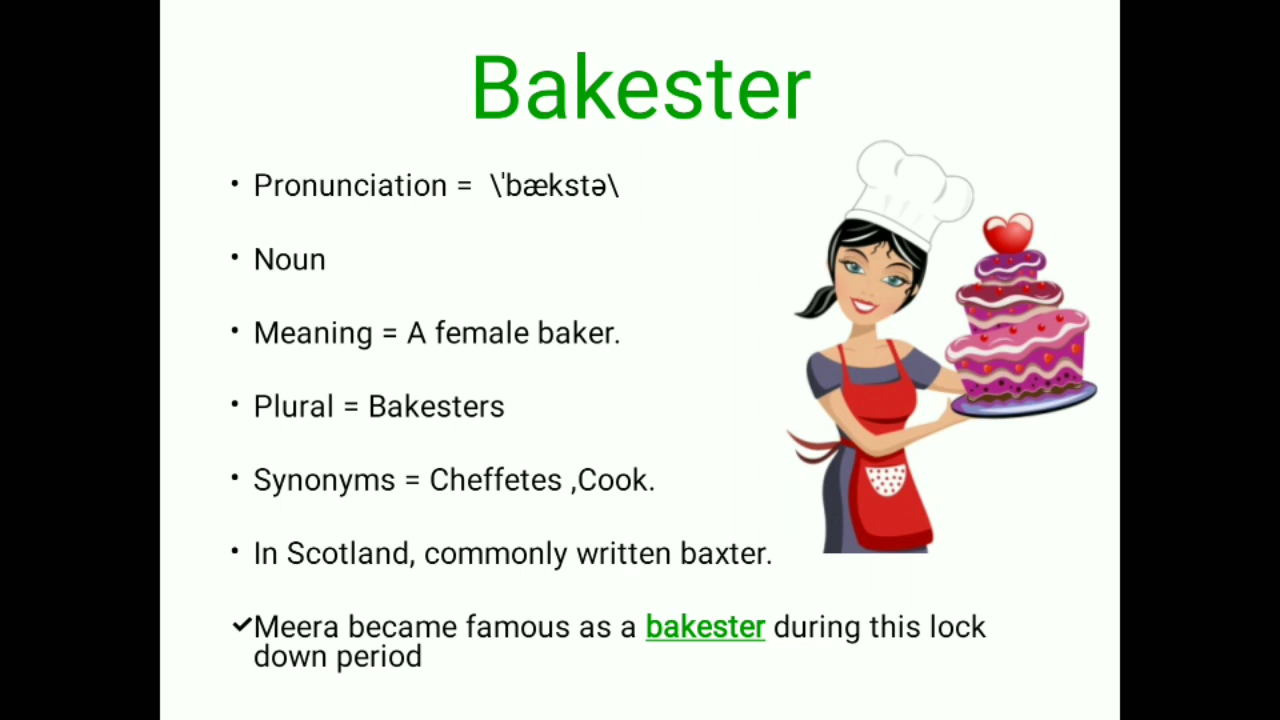 Bakester
• Pronunciation = \ˈbækstə\
• Noun
• Meaning = A female baker.
• Plural = Bakesters
• Synonyms = Cheffetes ,Cook.
• In Scotland, commonly written baxter.
✔Meera became famous as a bakester during this lock
down period